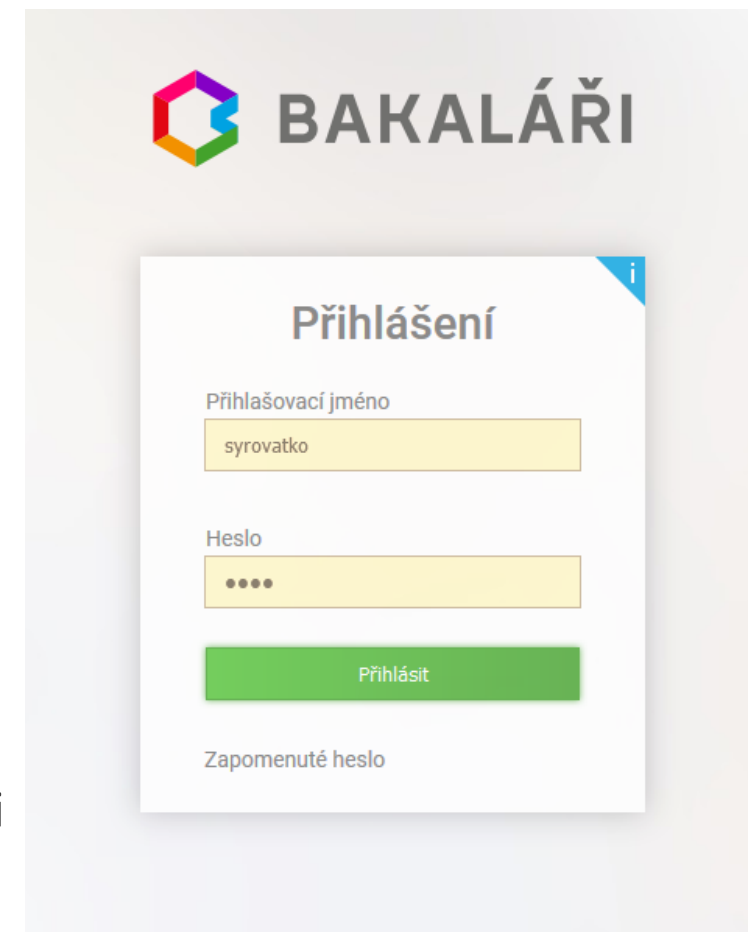 BAKALÁŘI
i
Přihlášení
Přihlašovací jméno
syrovatko
Heslo
••••
Přihlásit
Zapomenuté heslo
i